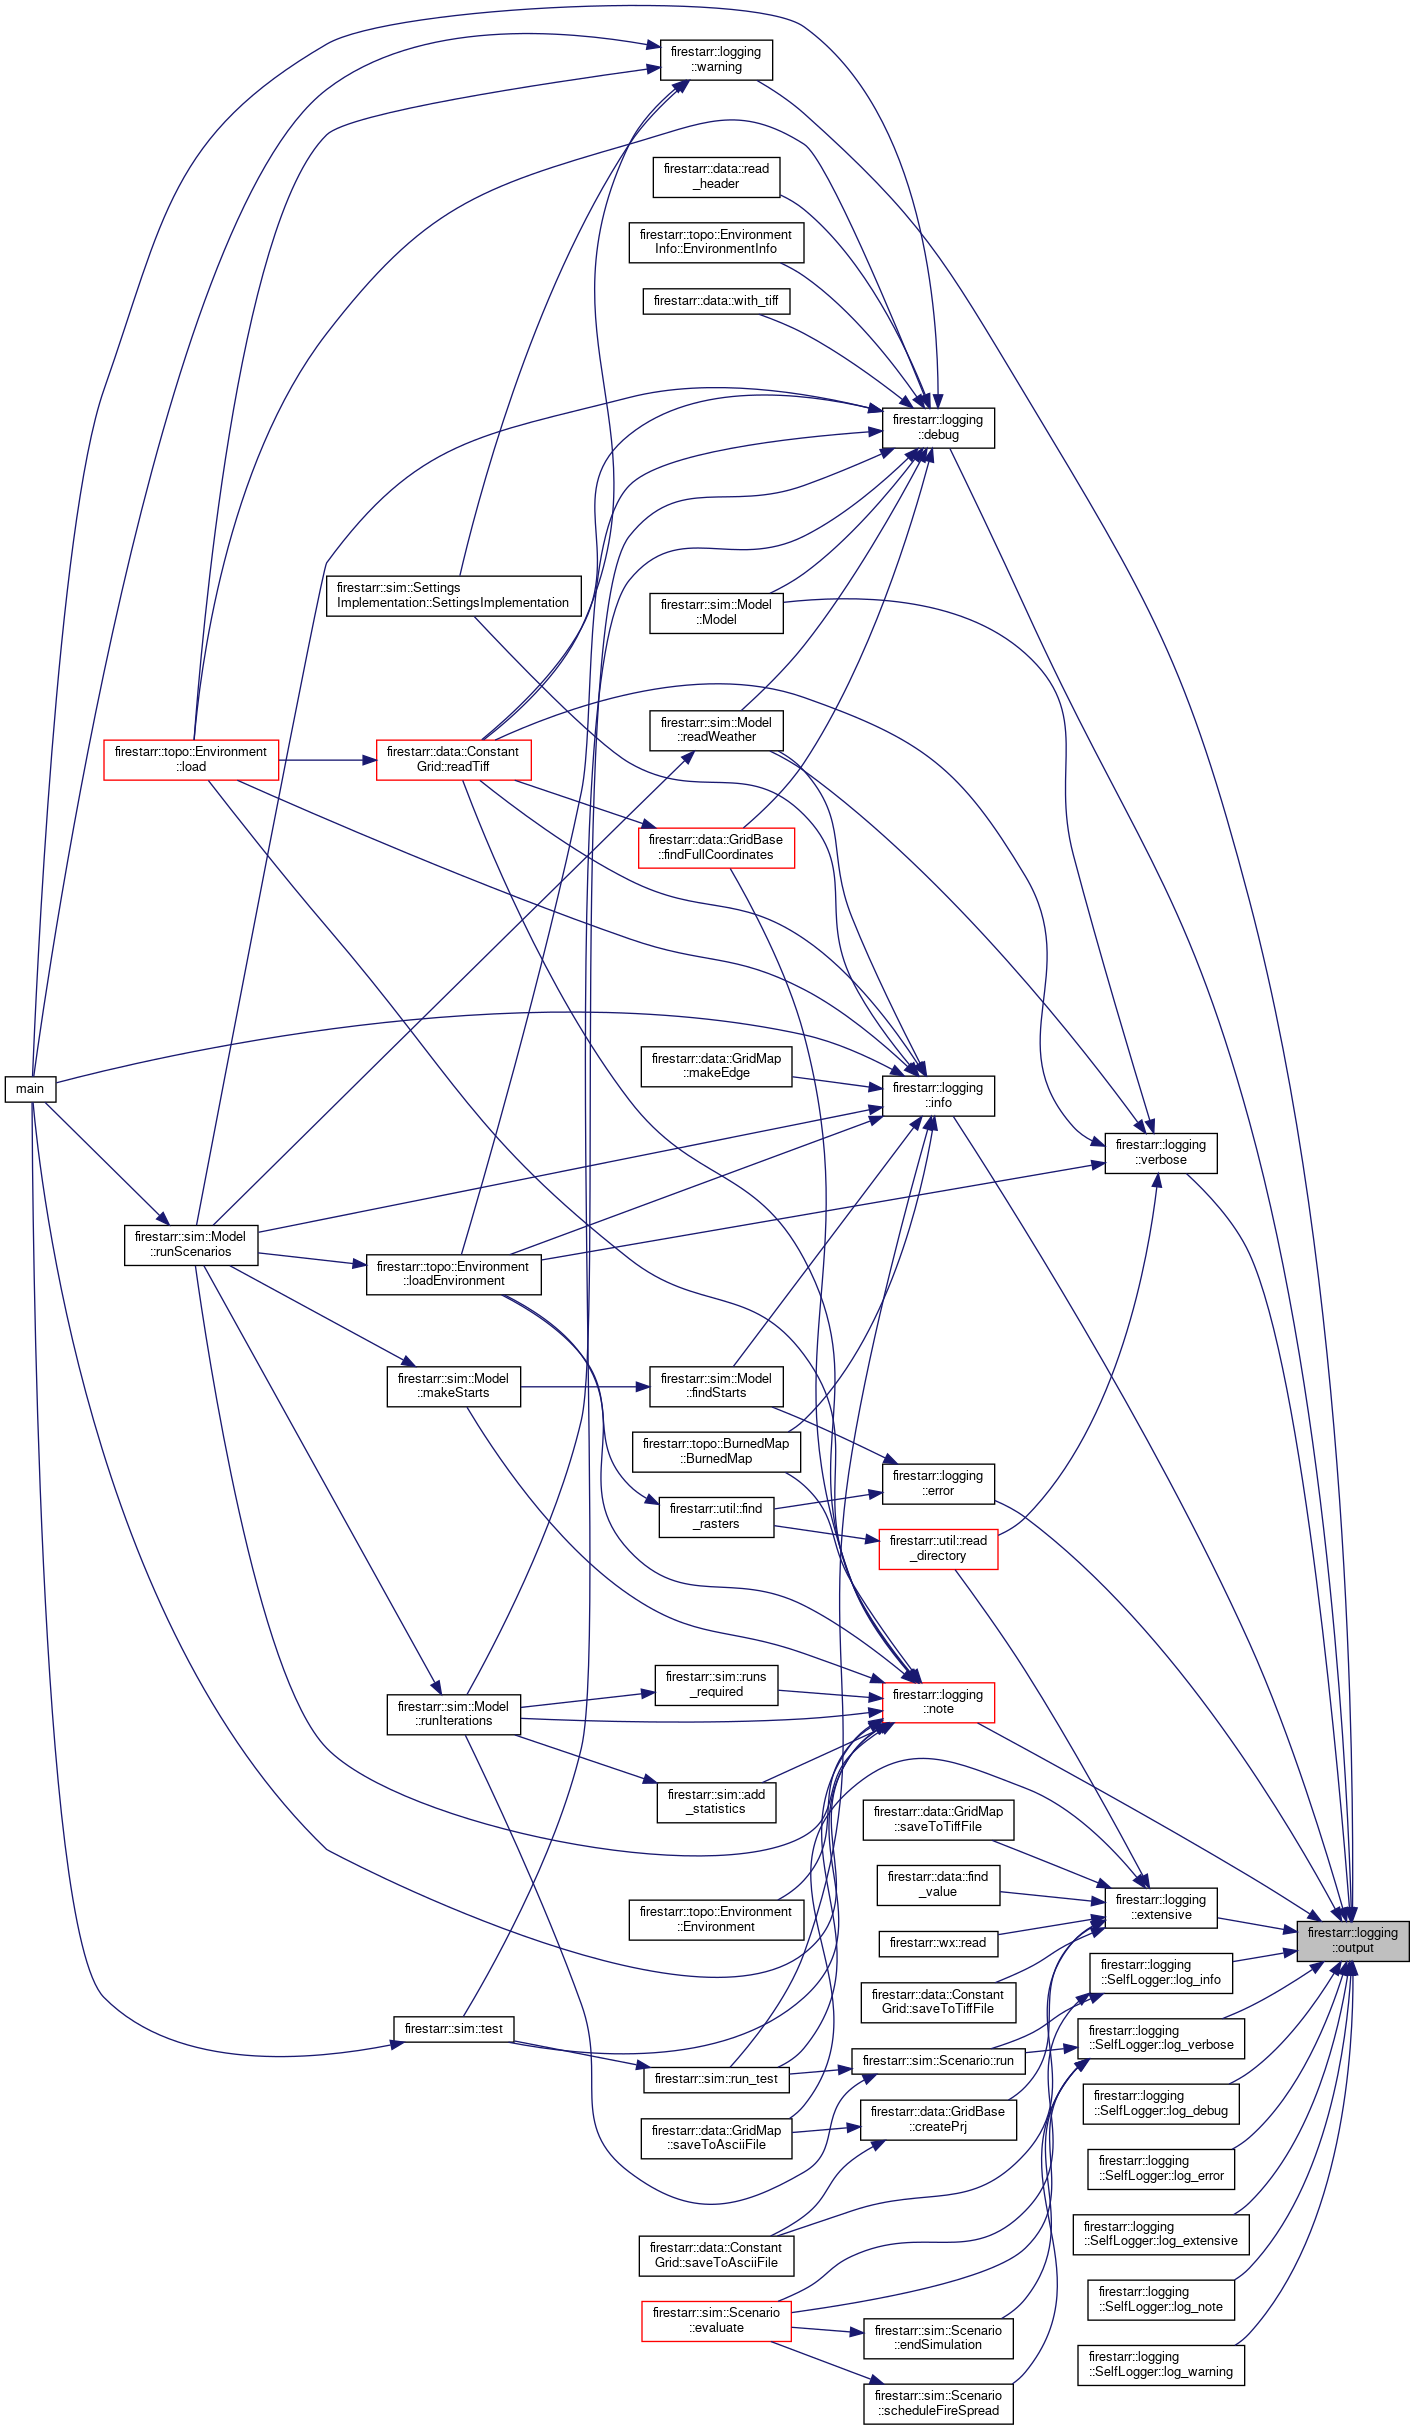 firestarr::logging
::warning
firestarr::data::read
_header
firestarr::topo::Environment
Info::EnvironmentInfo
firestarr::data::with_tiff
firestarr::logging
::debug
firestarr::sim::Settings
Implementation::SettingsImplementation
firestarr::sim::Model
::Model
firestarr::sim::Model
::readWeather
firestarr::topo::Environment
::load
firestarr::data::Constant
Grid::readTiff
firestarr::data::GridBase
::findFullCoordinates
firestarr::data::GridMap
::makeEdge
firestarr::logging
::info
main
firestarr::logging
::verbose
firestarr::sim::Model
::runScenarios
firestarr::topo::Environment
::loadEnvironment
firestarr::sim::Model
::makeStarts
firestarr::sim::Model
::findStarts
firestarr::topo::BurnedMap
::BurnedMap
firestarr::logging
::error
firestarr::util::find
_rasters
firestarr::util::read
_directory
firestarr::sim::runs
_required
firestarr::logging
::note
firestarr::sim::Model
::runIterations
firestarr::sim::add
_statistics
firestarr::data::GridMap
::saveToTiffFile
firestarr::data::find
_value
firestarr::logging
::extensive
firestarr::topo::Environment
::Environment
firestarr::wx::read
firestarr::logging
::output
firestarr::logging
::SelfLogger::log_info
firestarr::data::Constant
Grid::saveToTiffFile
firestarr::sim::test
firestarr::logging
::SelfLogger::log_verbose
firestarr::sim::Scenario::run
firestarr::sim::run_test
firestarr::logging
::SelfLogger::log_debug
firestarr::data::GridBase
::createPrj
firestarr::data::GridMap
::saveToAsciiFile
firestarr::logging
::SelfLogger::log_error
firestarr::logging
::SelfLogger::log_extensive
firestarr::data::Constant
Grid::saveToAsciiFile
firestarr::logging
::SelfLogger::log_note
firestarr::sim::Scenario
::evaluate
firestarr::sim::Scenario
::endSimulation
firestarr::logging
::SelfLogger::log_warning
firestarr::sim::Scenario
::scheduleFireSpread